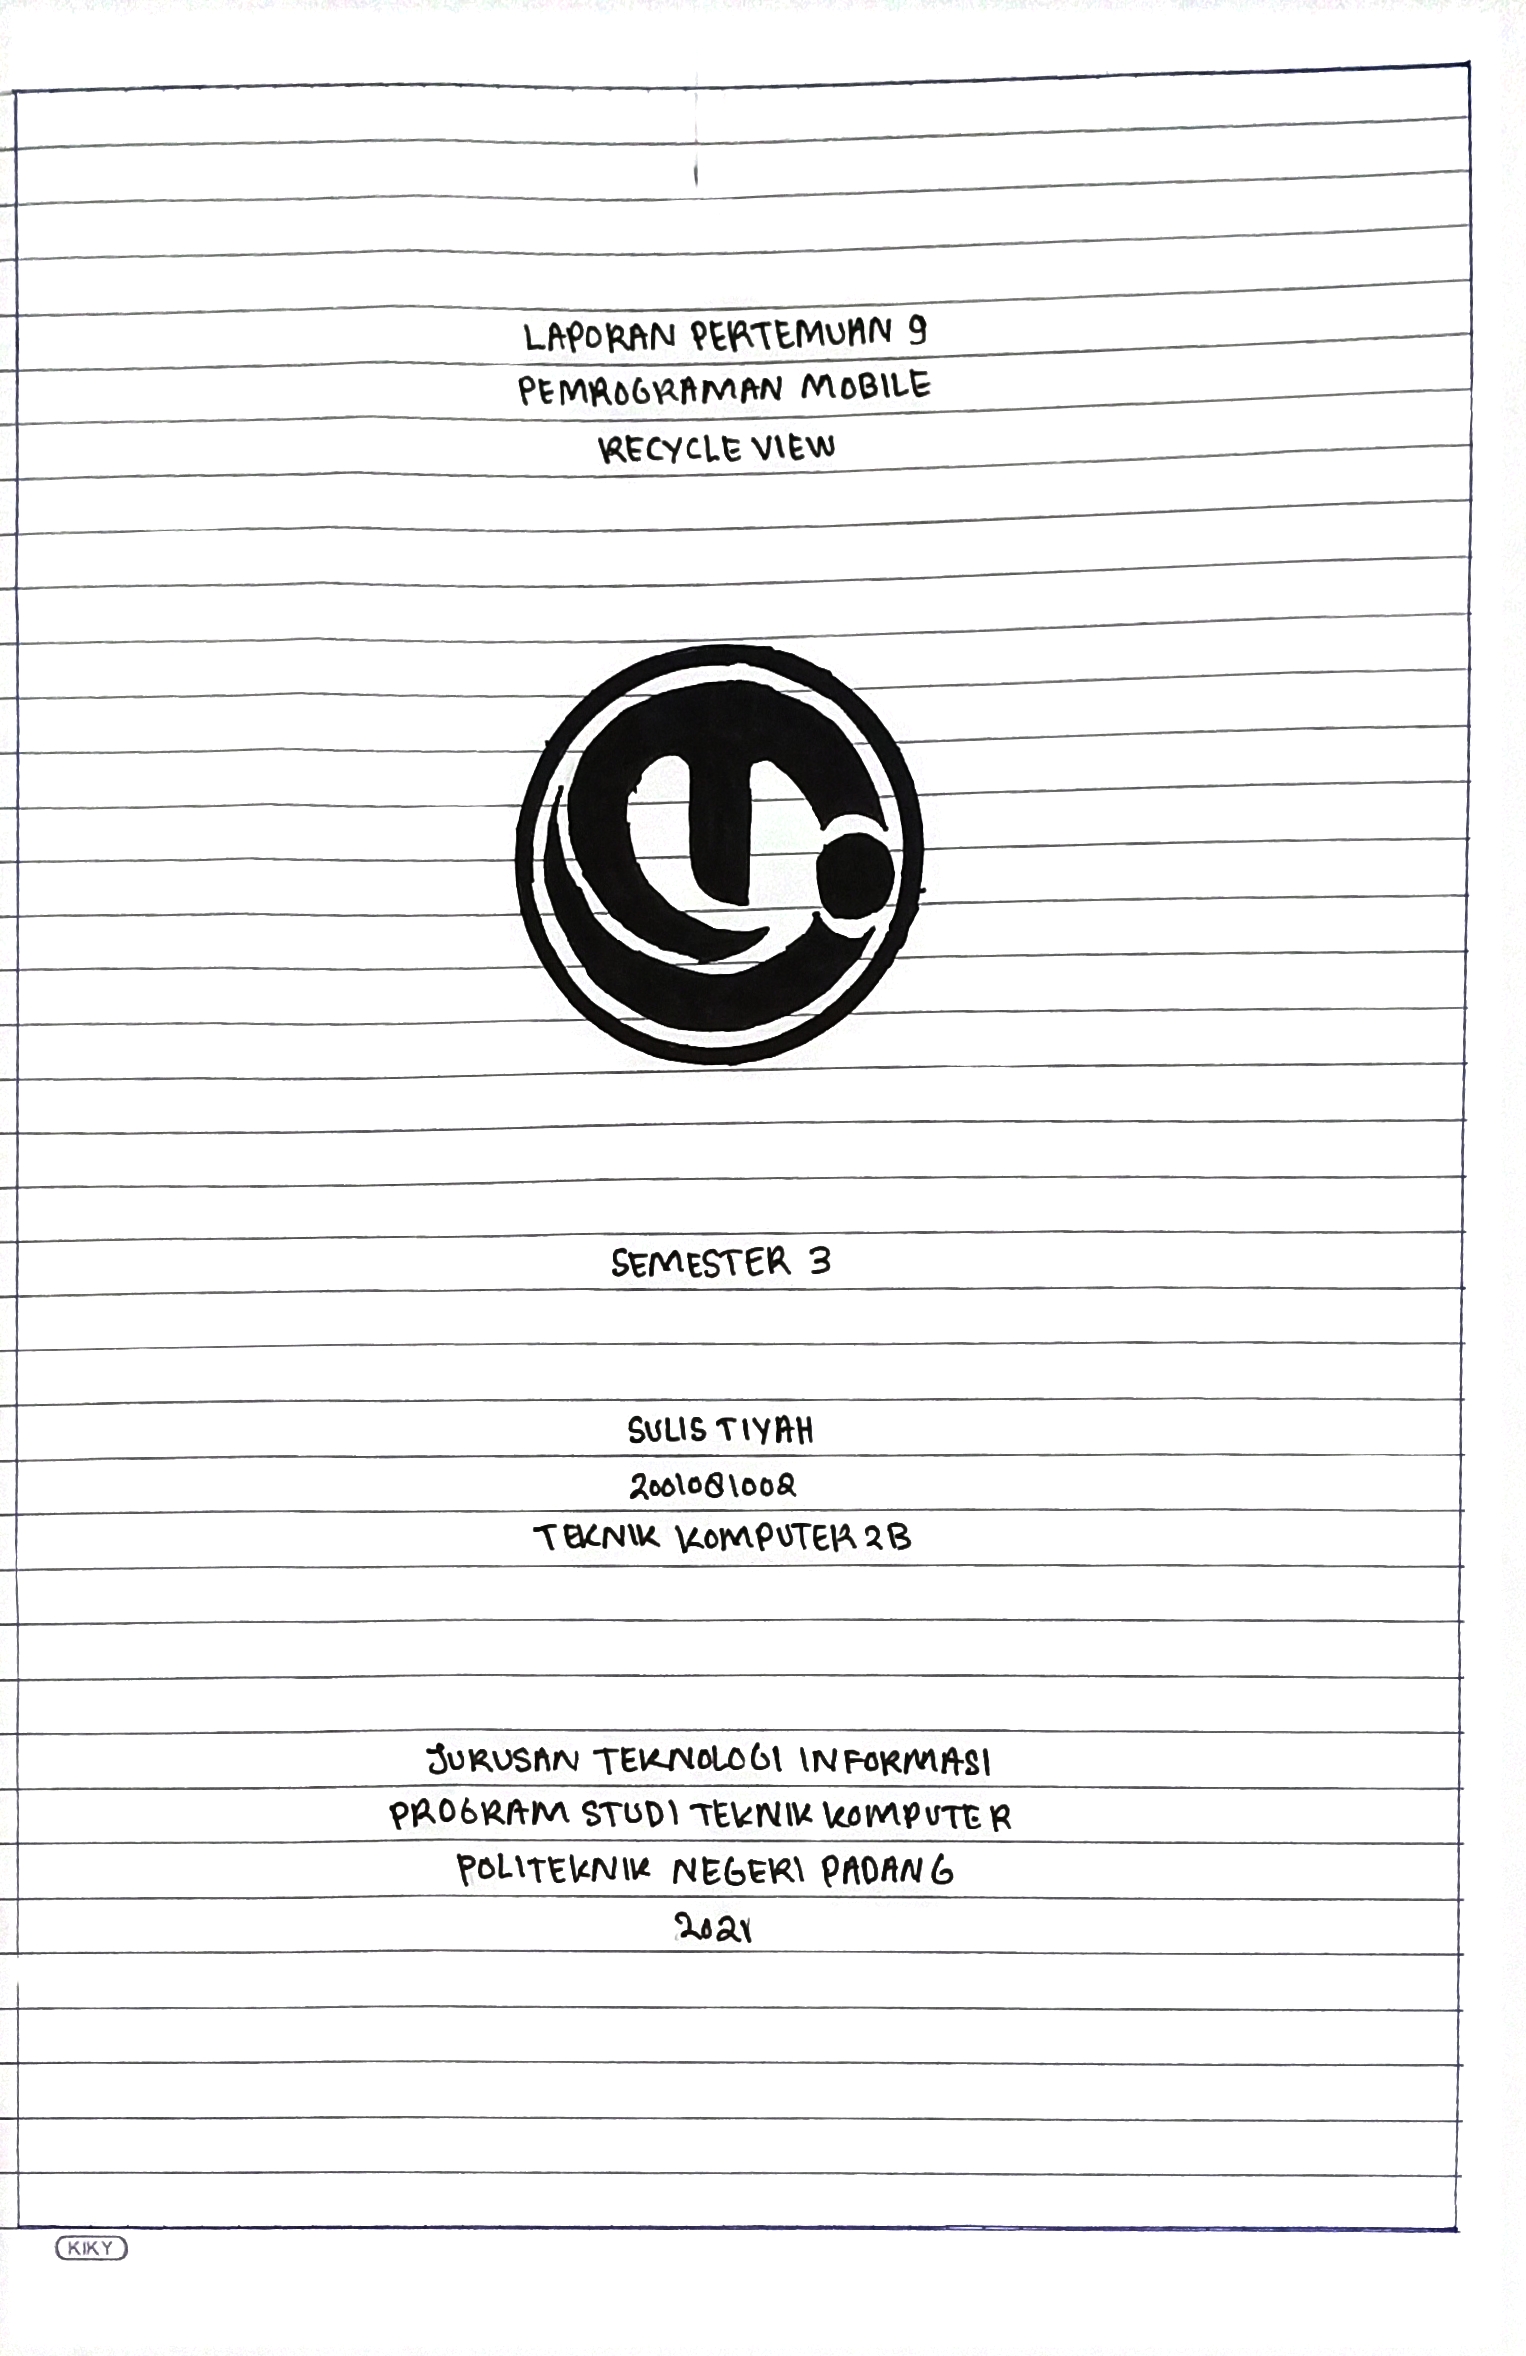 LAPORAN PERTEMUAN 9
PEMROGRAMAN MOBILE
RECYCLE VIEW
SEMESTER 3
SULIS TIYAH
2001081002
TEKNIK KOMPUTER 2B
JURUSAN TEKNOLOGI INFORMASI
PROGRAM STUDI TEKNIK KOMPUTER
POLITEKNIK NEGERI PADANG
2021
KIKY